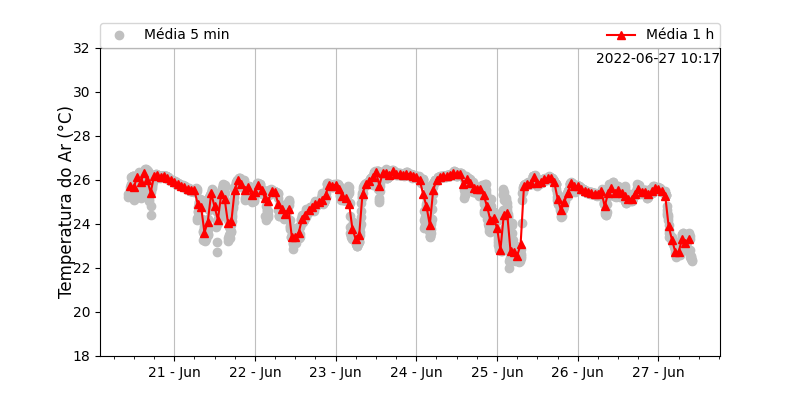 Média 5 min
Média 1 h
2022-06-27 10:17
Temperatura do Ar (°C)
32
30
28
26
24
22
20
18
21 - Jun
22 - Jun
23 - Jun
24 - Jun
25 - Jun
26 - Jun
27 - Jun